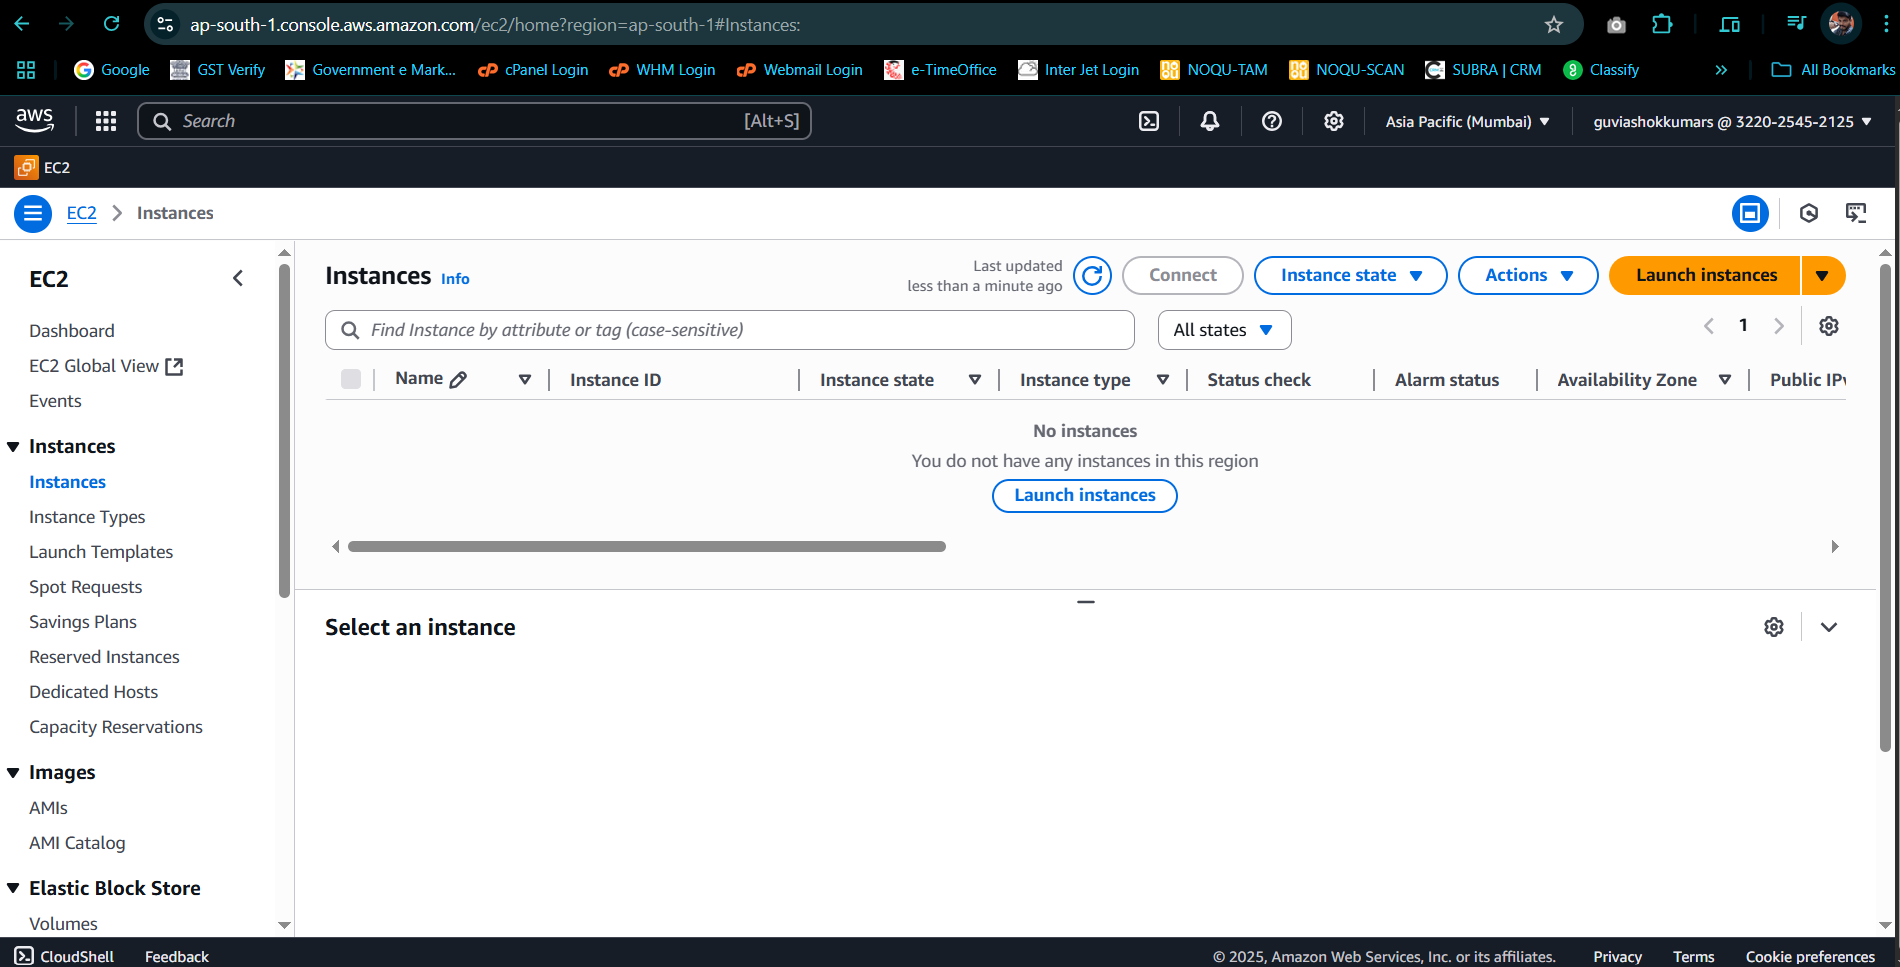 ap-south-1.console.aws.amazon.com/ec2/home?region=ap-south-1#Instances:
Google GST Verify Government e Mark... cPanel Login WHM Login Webmail Login e-TimeOffice Inter Jet Login NOQU-TAM NOQU-SCAN SUBRA | CRM Classify » All Bookmarks
aws Search [Alt+S] Asia Pacific (Mumbai) guviashokkumars @ 3220-2545-2125
EC2
EC2 Instances
EC2
Dashboard
EC2 Global View
Events
Instances
Instances
Instance Types
Launch Templates
Spot Requests
Savings Plans
Reserved Instances
Dedicated Hosts
Capacity Reservations
Images
AMIs
AMI Catalog
Elastic Block Store
Volumes
Instances Info
Last updated
less than a minute ago
Connect Instance state Actions Launch instances
Find Instance by attribute or tag (case-sensitive) All states 1
Name Instance ID Instance state Instance type Status check Alarm status Availability Zone Public IPv
No instances
You do not have any instances in this region
Launch instances
Select an instance
CloudShell Feedback © 2025, Amazon Web Services, Inc. or its affiliates. Privacy Terms Cookie preferences